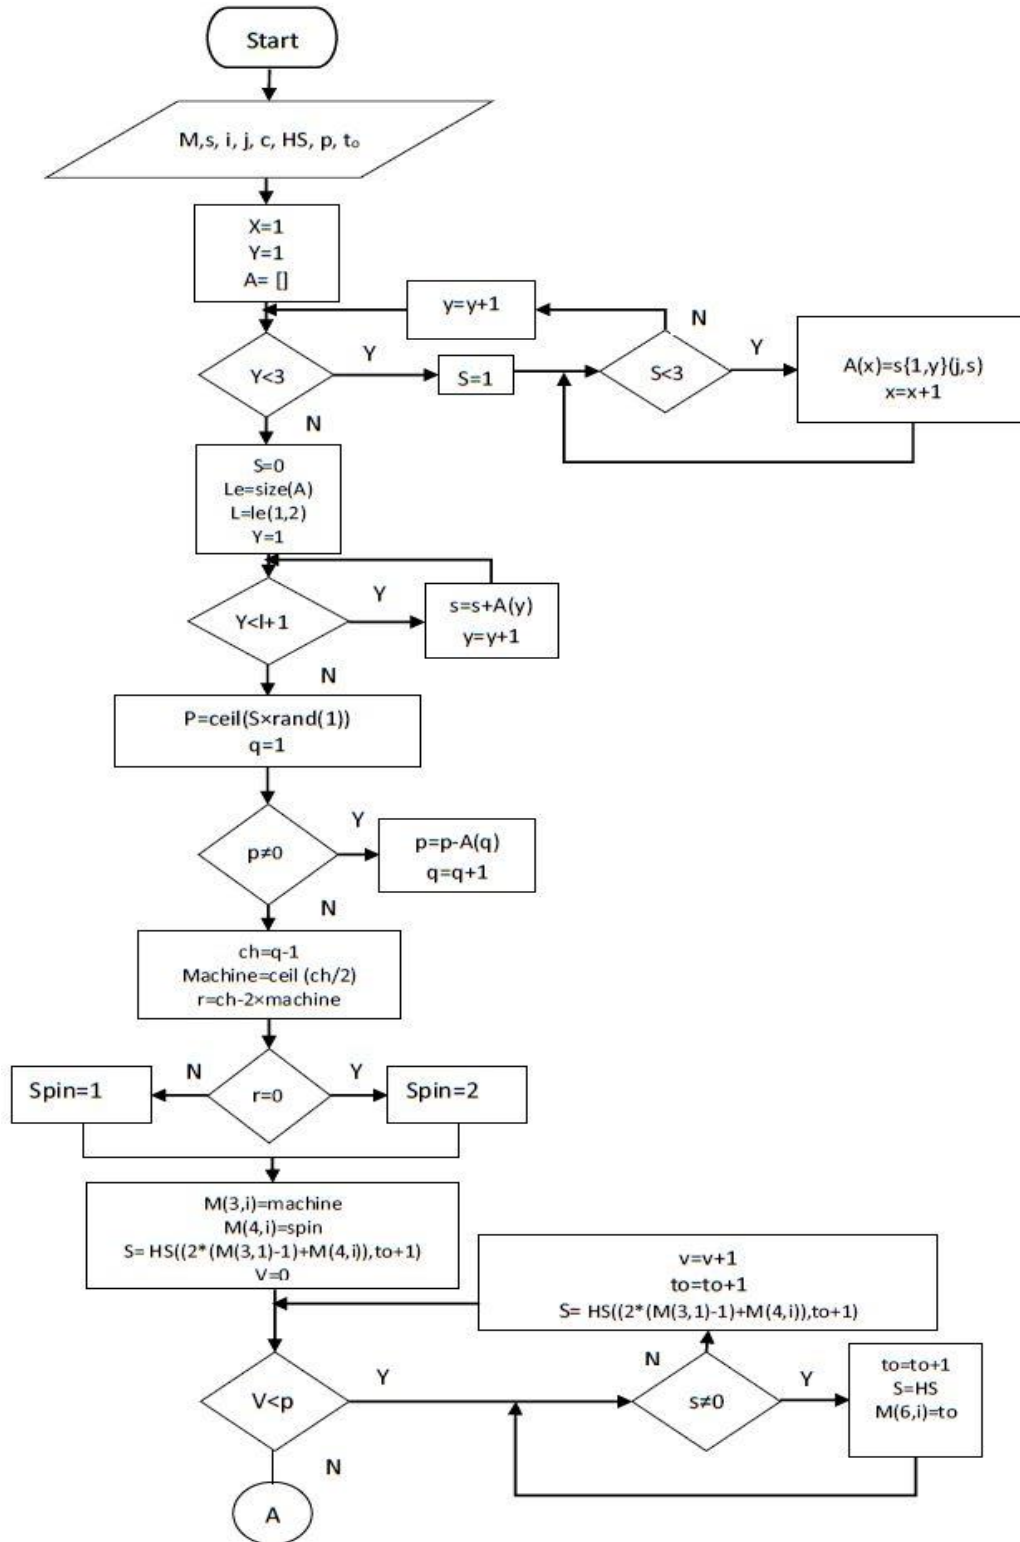 Start
M,s, i, j, c, HS, p, tₒ
X=1
Y=1
A= []
y=y+1
N
Y<3
Y
S=1
S<3
Y
A(x)=s{1,y}(j,s)
x=x+1
N
S=0
Le=size(A)
L=le(1,2)
Y=1
Y<l+1
Y
s=s+A(y)
y=y+1
N
P=ceil(S×rand(1))
q=1
p≠0
Y
p=p-A(q)
q=q+1
N
ch=q-1
Machine=ceil (ch/2)
r=ch-2×machine
Spin=1
N
r=0
Y
Spin=2
M(3,i)=machine
M(4,i)=spin
S= HS((2*(M(3,1)-1)+M(4,i)),to+1)
V=0
v=v+1
to=to+1
S= HS((2*(M(3,1)-1)+M(4,i)),to+1)
V<p
Y
N
s≠0
Y
to=to+1
S=HS
M(6,i)=to
N
A